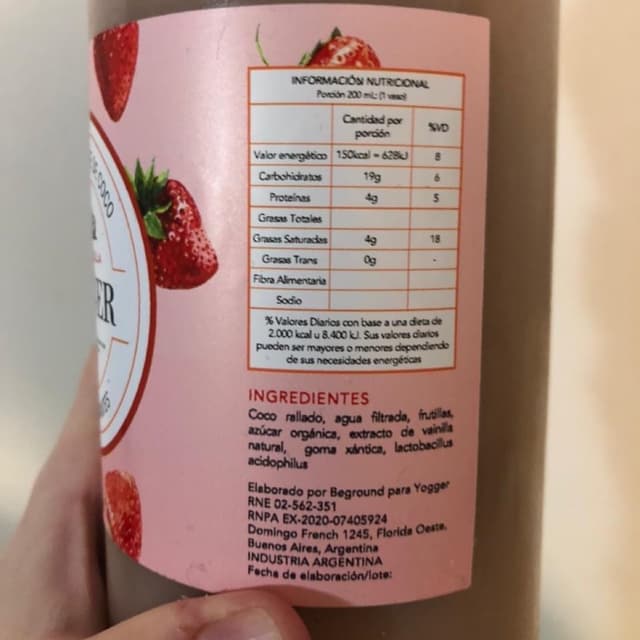 DE COCO
ER
INFORMACIÓN NUTRICIONAL
Porción 200 mL: (1 vaso)
Cantidad por porción %VD
Valor energético 150kcal = 628kJ 8
Carbohidratos 19g 6
Proteínas 4g 5
Grasas Totales
Grasas Saturadas 4g 18
Grasas Trans 0g -
Fibra Alimentaria
Sodio
% Valores Diarios con base a una dieta de
2.000 kcal u 8.400 kJ. Sus valores diarios
pueden ser mayores o menores dependiendo
de sus necesidades energéticas
INGREDIENTES
Coco rallado, agua filtrada, frutillas,
azúcar orgánica, extracto de vainilla
natural, goma xántica, lactobacillus
acidophilus
Elaborado por Beground para Yogger
RNE 02-562-351
RNPA EX-2020-07405924
Domingo French 1245, Florida Oeste.
Buenos Aires, Argentina
INDUSTRIA ARGENTINA
Fecha de elaboración/lote: